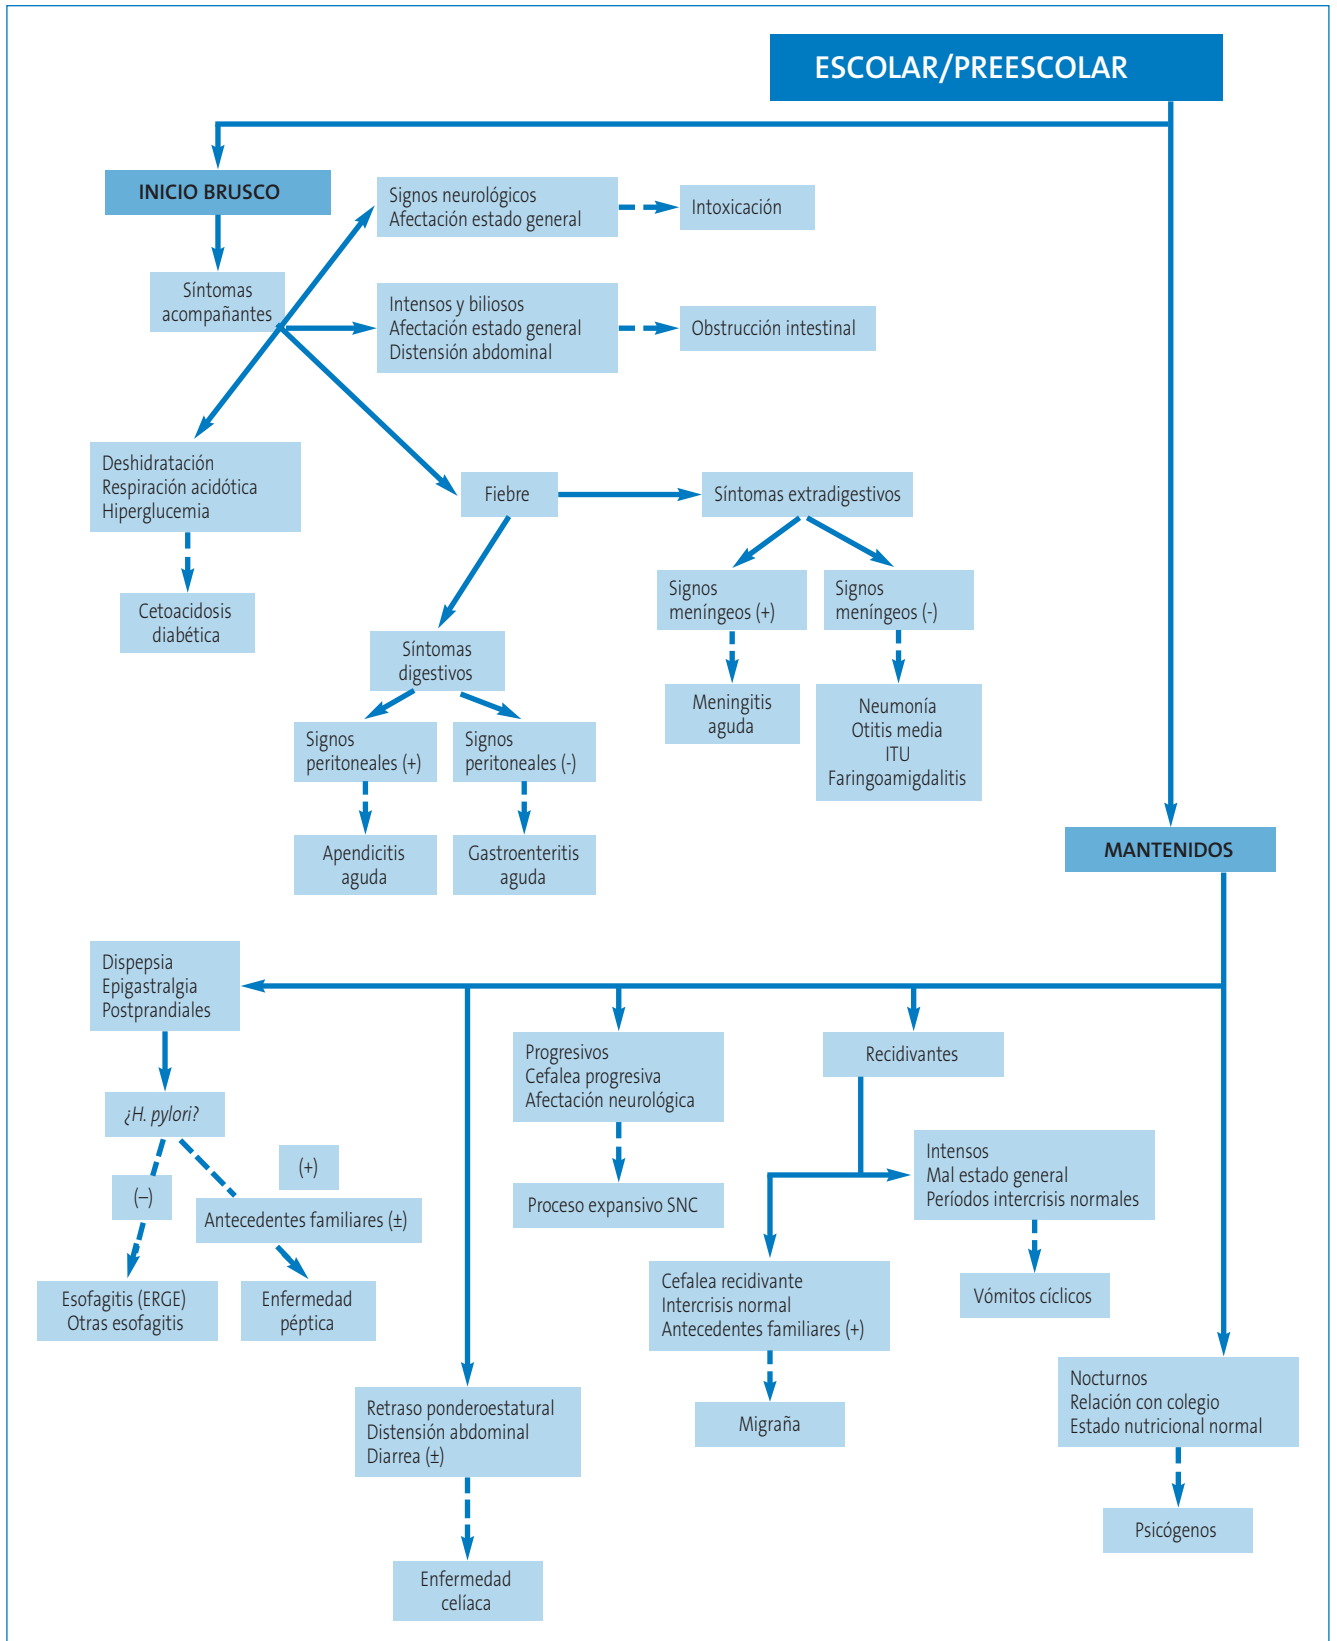 ESCOLAR/PREESCOLAR
INICIO BRUSCO
Síntomas
acompañantes
Signos neurológicos
Afectación estado general
Intoxicación
Intensos y biliosos
Afectación estado general
Distensión abdominal
Obstrucción intestinal
Deshidratación
Respiración acidótica
Hiperglucemia
Cetoacidosis
diabética
Fiebre
Síntomas extradigestivos
Signos
meníngeos (+)
Signos
meníngeos (-)
Meningitis
aguda
Neumonía
Otitis media
ITU
Faringoamigdalitis
Síntomas
digestivos
Signos
peritoneales (+)
Signos
peritoneales (-)
Apendicitis
aguda
Gastroenteritis
aguda
MANTENIDOS
Dispepsia
Epigastralgia
Postprandiales
¿H. pylori?
(–)
(+)
Antecedentes familiares (±)
Esofagitis (ERGE)
Otras esofagitis
Enfermedad
péptica
Retraso ponderoestatural
Distensión abdominal
Diarrea (±)
Enfermedad
celíaca
Progresivos
Cefalea progresiva
Afectación neurológica
Proceso expansivo SNC
Recidivantes
Intensos
Mal estado general
Períodos intercrisis normales
Vómitos cíclicos
Cefalea recidivante
Intercrisis normal
Antecedentes familiares (+)
Migraña
Nocturnos
Relación con colegio
Estado nutricional normal
Psicógenos